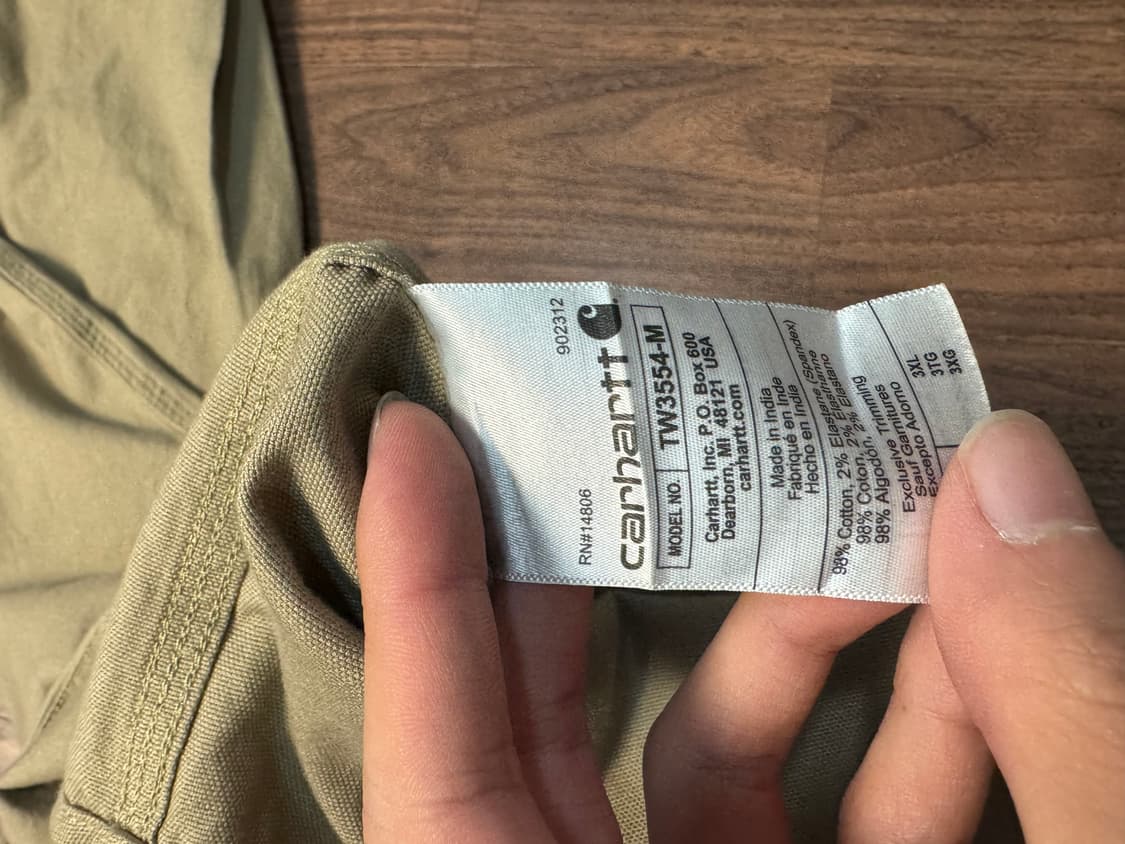 RN#14806 902312
carhartt
MODEL NO. TW3554-M
Carhartt, Inc. P.O. Box 600
Dearborn, MI 48121 USA
carhartt.com
Made in India
Fabriqué en Inde
Hecho en India
98% Cotton, 2% Elastane (Spandex)
98% Coton, 2% Elasthanne
98% Algodón, 2% Elastano
Exclusive Trimming
Sauf Garniture
Excepto Adorno
3XL
3TG
3XG